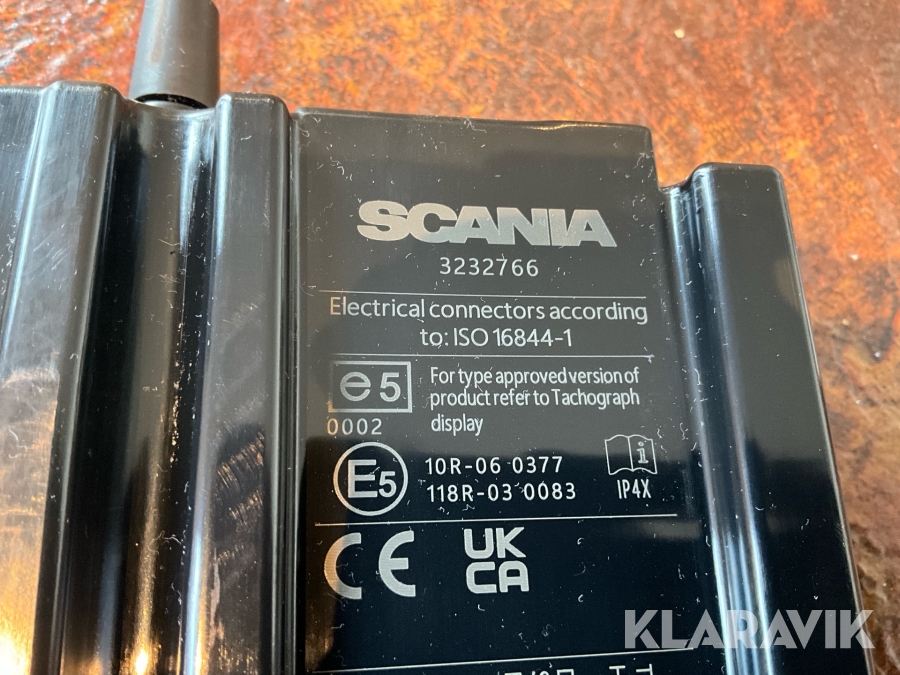 SCANIA
3232766
Electrical connectors according
to: ISO 16844-1
e5
For type approved version of
product refer to Tachograph
display
0002
E5
10R-06 0377
118R-03 0083
i
IP4X
CE
UK
CA
KLARAVIK